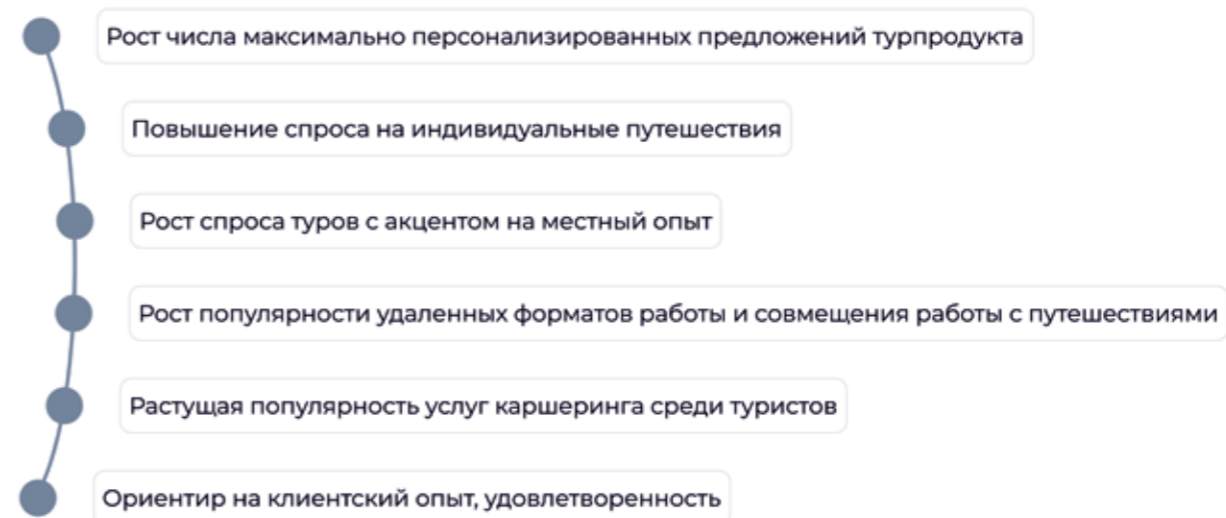 Рост числа максимально персонализированных предложений турпродукта
Повышение спроса на индивидуальные путешествия
Рост спроса туров с акцентом на местный опыт
Рост популярности удаленных форматов работы и совмещения работы с путешествиями
Растущая популярность услуг каршеринга среди туристов
Ориентир на клиентский опыт, удовлетворенность